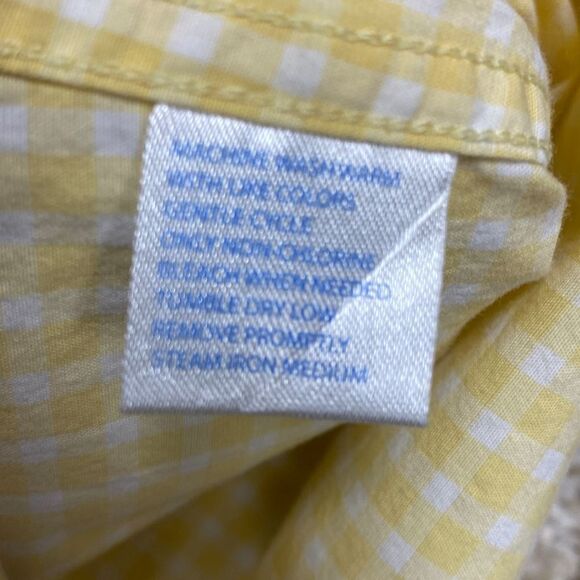 MACHINE WASH WARM
WITH LIKE COLORS
GENTLE CYCLE
ONLY NON-CHLORINE
BLEACH WHEN NEEDED
TUMBLE DRY LOW
REMOVE PROMPTLY
STEAM IRON MEDIUM